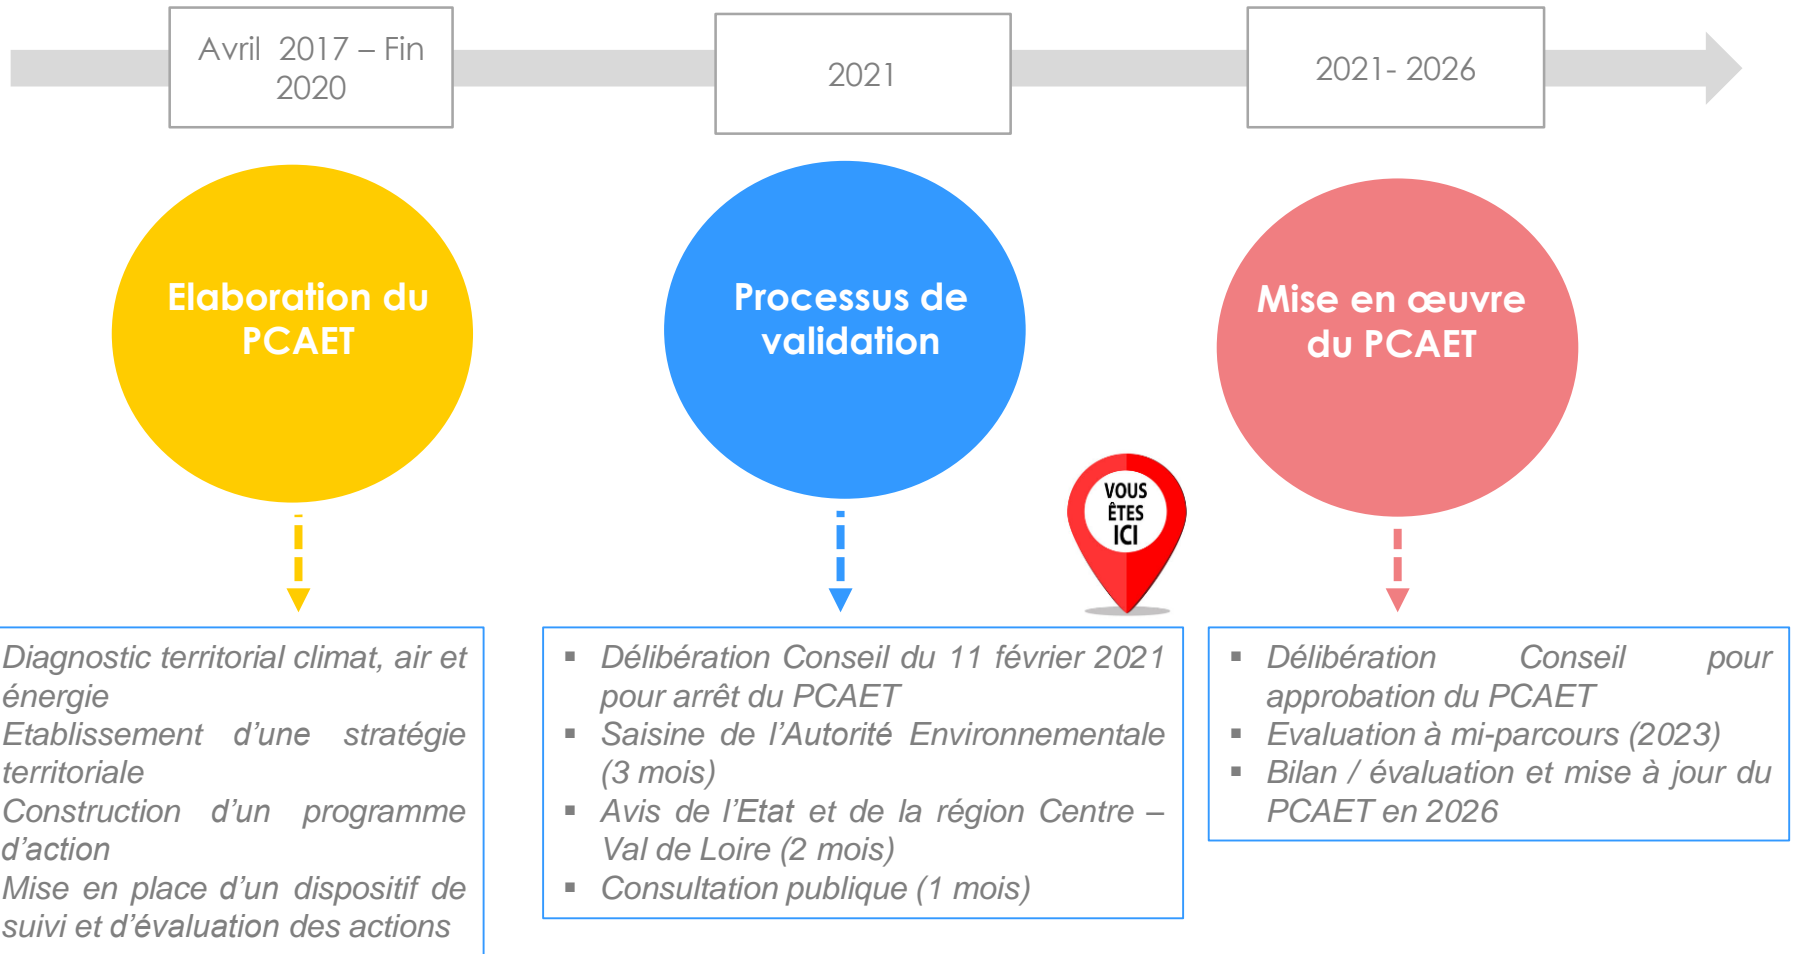 Avril 2017 – Fin
2020
2021
2021- 2026
Elaboration du
PCAET
Processus de
validation
Mise en œuvre
du PCAET
VOUS
ÊTES
ICI
Diagnostic territorial climat, air et
énergie
Etablissement d’une stratégie
territoriale
Construction d’un programme
d’action
Mise en place d’un dispositif de
suivi et d’évaluation des actions
▪ Délibération Conseil du 11 février 2021
pour arrêt du PCAET
▪ Saisine de l’Autorité Environnementale
(3 mois)
▪ Avis de l’Etat et de la région Centre –
Val de Loire (2 mois)
▪ Consultation publique (1 mois)
▪ Délibération Conseil pour
approbation du PCAET
▪ Evaluation à mi-parcours (2023)
▪ Bilan / évaluation et mise à jour du
PCAET en 2026